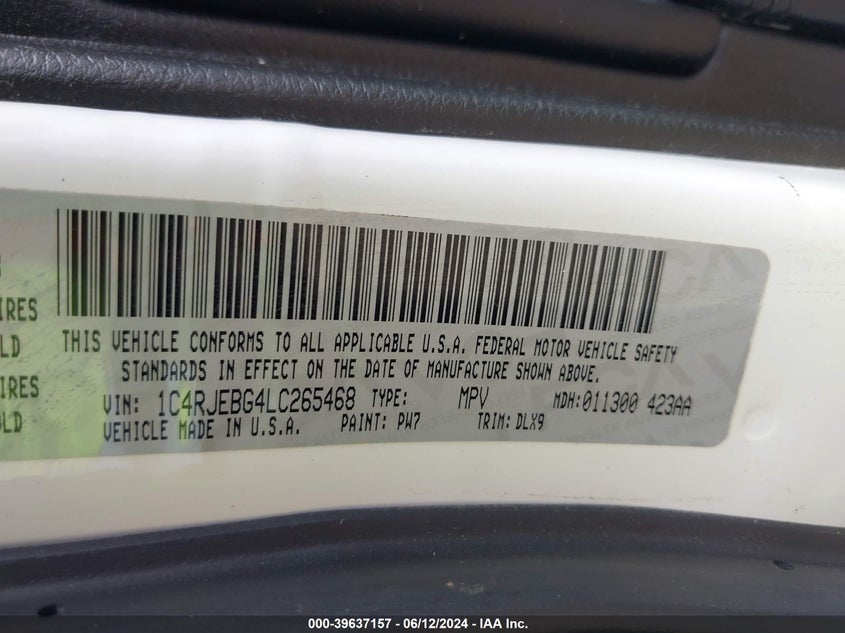 IRES
LD
IRES
OLD
THIS VEHICLE CONFORMS TO ALL APPLICABLE U.S.A. FEDERAL MOTOR VEHICLE SAFETY
STANDARDS IN EFFECT ON THE DATE OF MANUFACTURE SHOWN ABOVE.
VIN: 1C4RJEBG4LC265468 TYPE: MPV MDH:011300 423AA
VEHICLE MADE IN U.S.A. PAINT: PW7 TRIM: DLX9
000-39637157 - 06/12/2024 - IAA Inc.